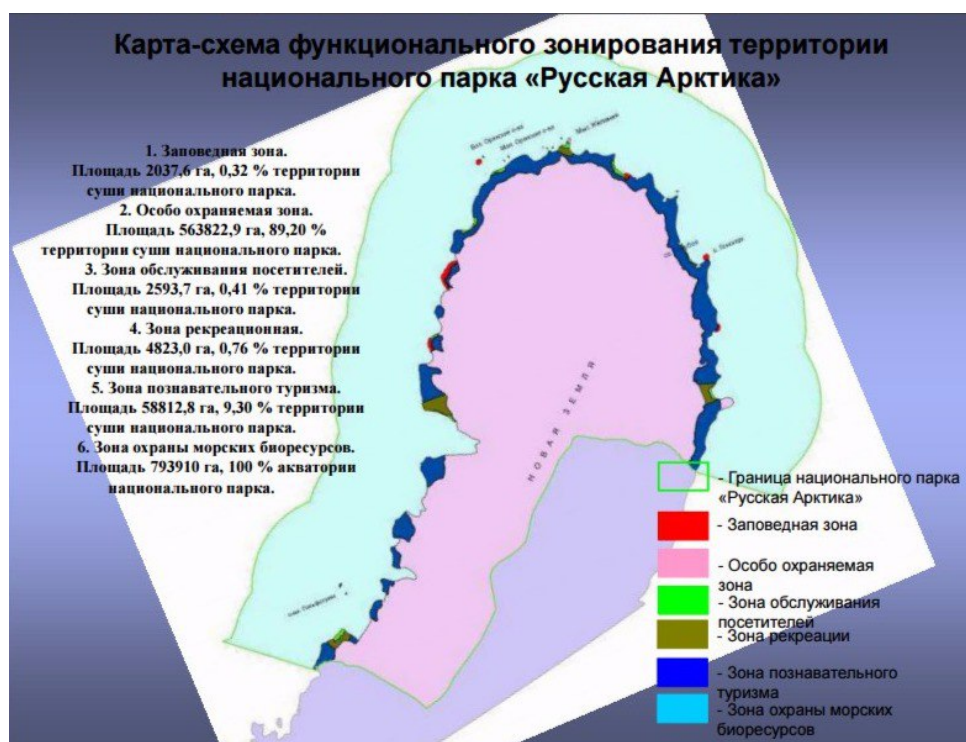 Карта-схема функционального зонирования территории
национального парка «Русская Арктика»
1. Заповедная зона.
Площадь 2037,6 га, 0,32 % территории
суши национального парка.
2. Особо охраняемая зона.
Площадь 563822,9 га, 89,20 %
территории суши национального парка.
3. Зона обслуживания посетителей.
Площадь 2593,7 га, 0,41 % территории
суши национального парка.
4. Зона рекреационная.
Площадь 4823,0 га, 0,76 % территории
суши национального парка.
5. Зона познавательного туризма.
Площадь 58812,8 га, 9,30 % территории
суши национального парка.
6. Зона охраны морских биоресурсов.
Площадь 793910 га, 100 % акватории
национального парка.
Бол. Оранские о-ва
Мал. Оранские о-ва
Мыс Желания
НОВАЯ ЗЕМЛЯ
- Граница национального парка
«Русская Арктика»
- Заповедная зона
- Особо охраняемая
зона
- Зона обслуживания
посетителей
- Зона рекреации
- Зона познавательного
туризма
- Зона охраны морских
биоресурсов